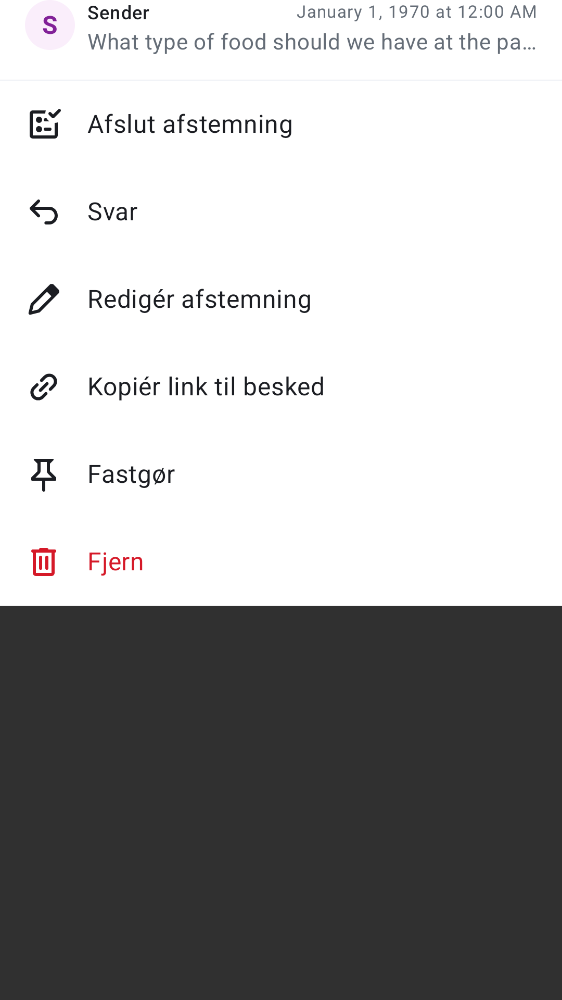 S
Sender
January 1, 1970 at 12:00 AM
What type of food should we have at the pa…
Afslut afstemning
Svar
Redigér afstemning
Kopiér link til besked
Fastgør
Fjern